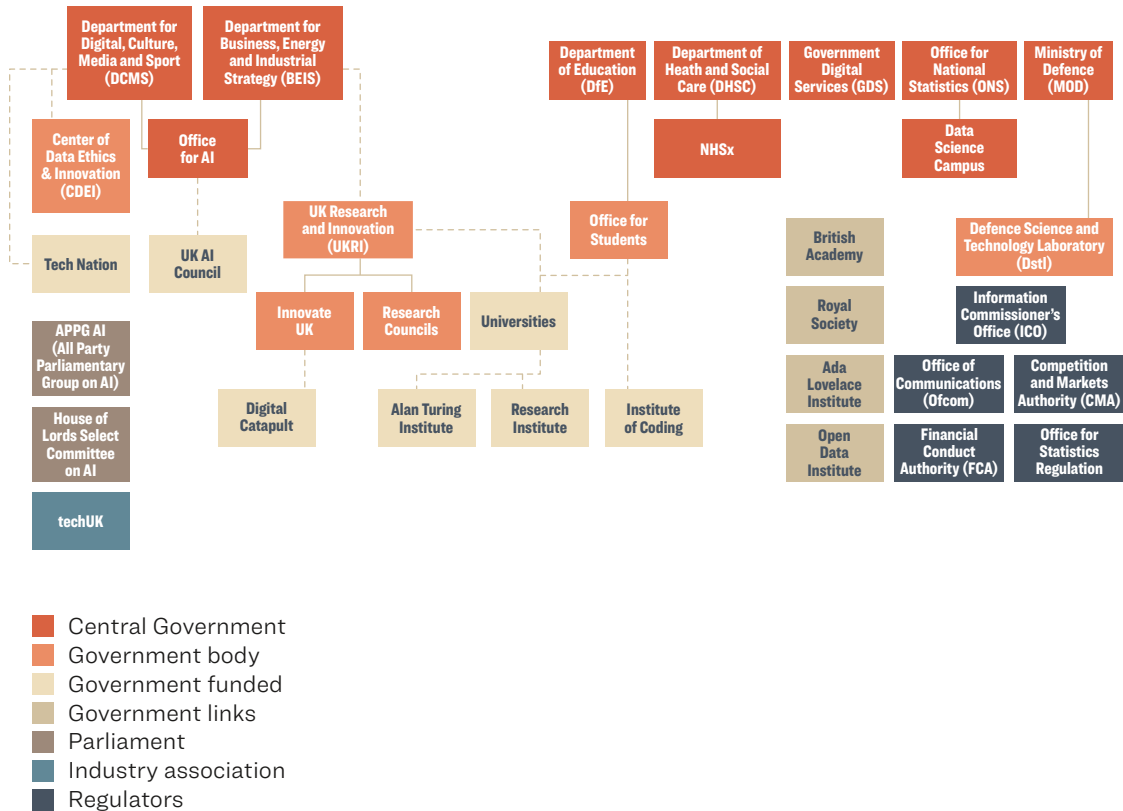 Department for
Digital, Culture,
Media and Sport
(DCMS)
Department for
Business, Energy
and Industrial
Strategy (BEIS)
Department
of Education
(DfE)
Department of
Heath and Social
Care (DHSC)
Government
Digital
Services (GDS)
Office for
National
Statistics (ONS)
Ministry of
Defence
(MOD)
Center of
Data Ethics
& Innovation
(CDEI)
Office
for AI
NHSx
Data
Science
Campus
UK Research
and Innovation
(UKRI)
Office for
Students
British
Academy
Defence Science and
Technology Laboratory
(Dstl)
Tech Nation
UK AI
Council
Innovate
UK
Research
Councils
Universities
Royal
Society
Information
Commissioner's
Office (ICO)
APPG AI
(All Party
Parliamentary
Group on AI)
Ada
Lovelace
Institute
Office of
Communications
(Ofcom)
Competition
and Markets
Authority (CMA)
Digital
Catapult
Alan Turing
Institute
Research
Institute
Institute
of Coding
House of
Lords Select
Committee
on AI
Open
Data
Institute
Financial
Conduct
Authority (FCA)
Office for
Statistics
Regulation
techUK
Central Government
Government body
Government funded
Government links
Parliament
Industry association
Regulators